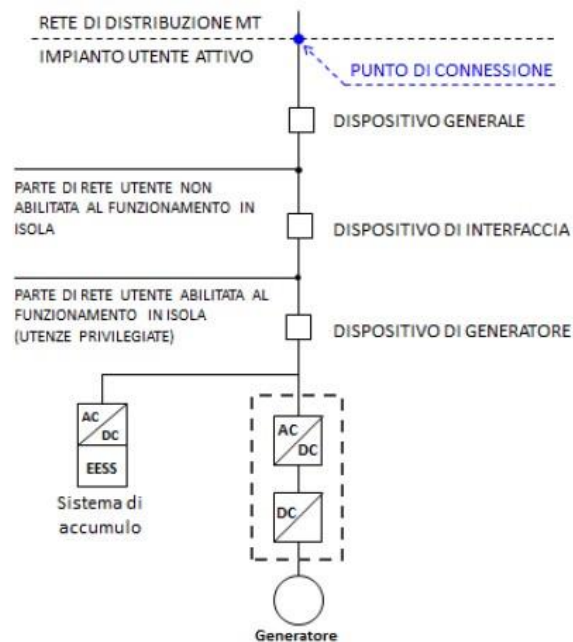 RETE DI DISTRIBUZIONE MT
IMPIANTO UTENTE ATTIVO
PUNTO DI CONNESSIONE
DISPOSITIVO GENERALE
PARTE DI RETE UTENTE NON
ABILITATA AL FUNZIONAMENTO IN
ISOLA
DISPOSITIVO DI INTERFACCIA
PARTE DI RETE UTENTE ABILITATA AL
FUNZIONAMENTO IN ISOLA
(UTENZE PRIVILEGIATE)
DISPOSITIVO DI GENERATORE
AC
DC
EESS
Sistema di
accumulo
AC
DC
DC
Generatore